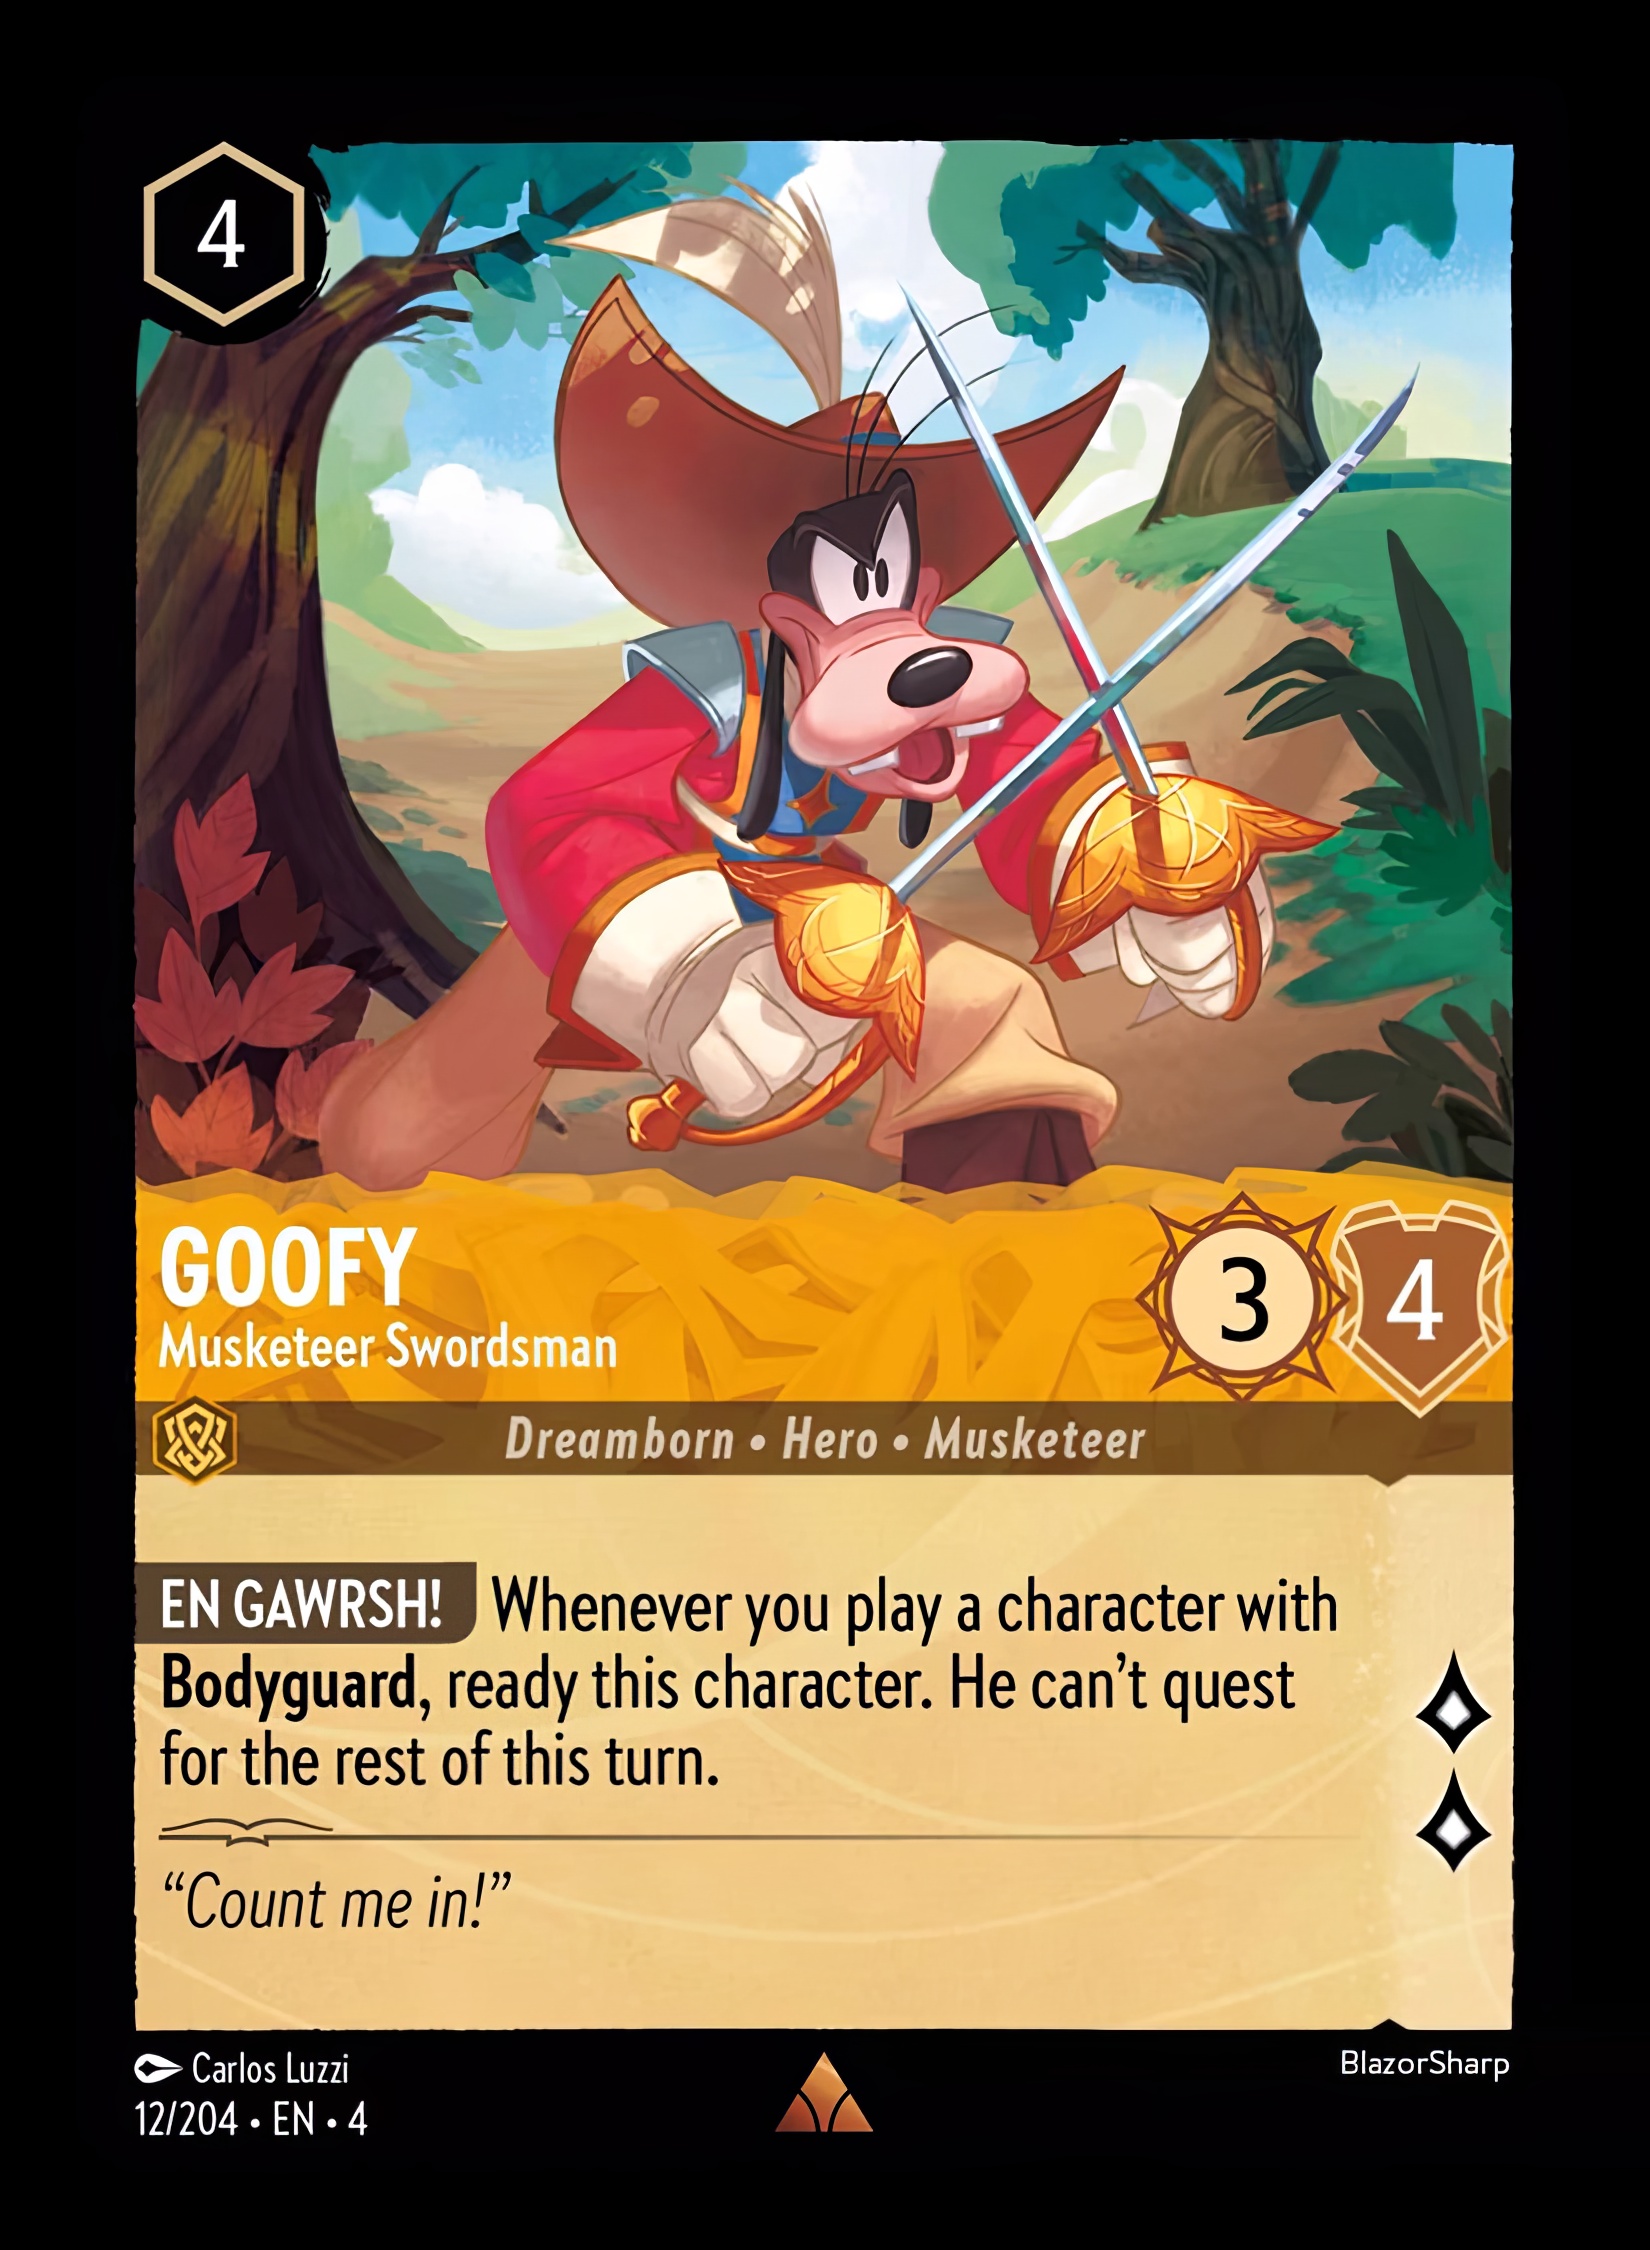 4
GOOFY
Musketeer Swordsman
3
4
Dreamborn • Hero • Musketeer
EN GAWRSH! Whenever you play a character with
Bodyguard, ready this character. He can’t quest
for the rest of this turn.
“Count me in!”
Carlos Luzzi
BlazorSharp
12/204 • EN • 4